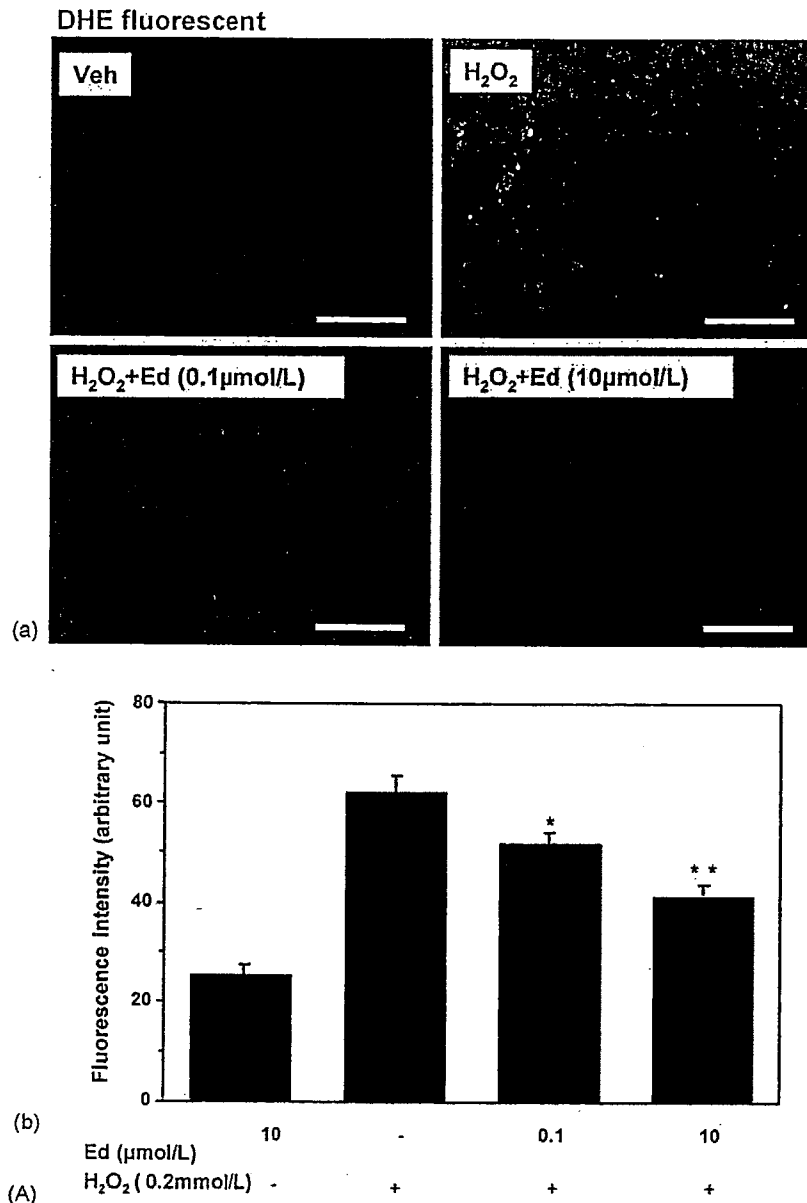 DHE fluorescent
Veh
H₂O₂
H₂O₂+Ed (0.1μmol/L)
H₂O₂+Ed (10μmol/L)
(a)
Fluorescence Intensity (arbitrary unit)
80
60
40
20
0
*
* *
(b)
10 - 0.1 10
Ed (μmol/L)
H₂O₂ ( 0.2mmol/L) - + + +
(A)